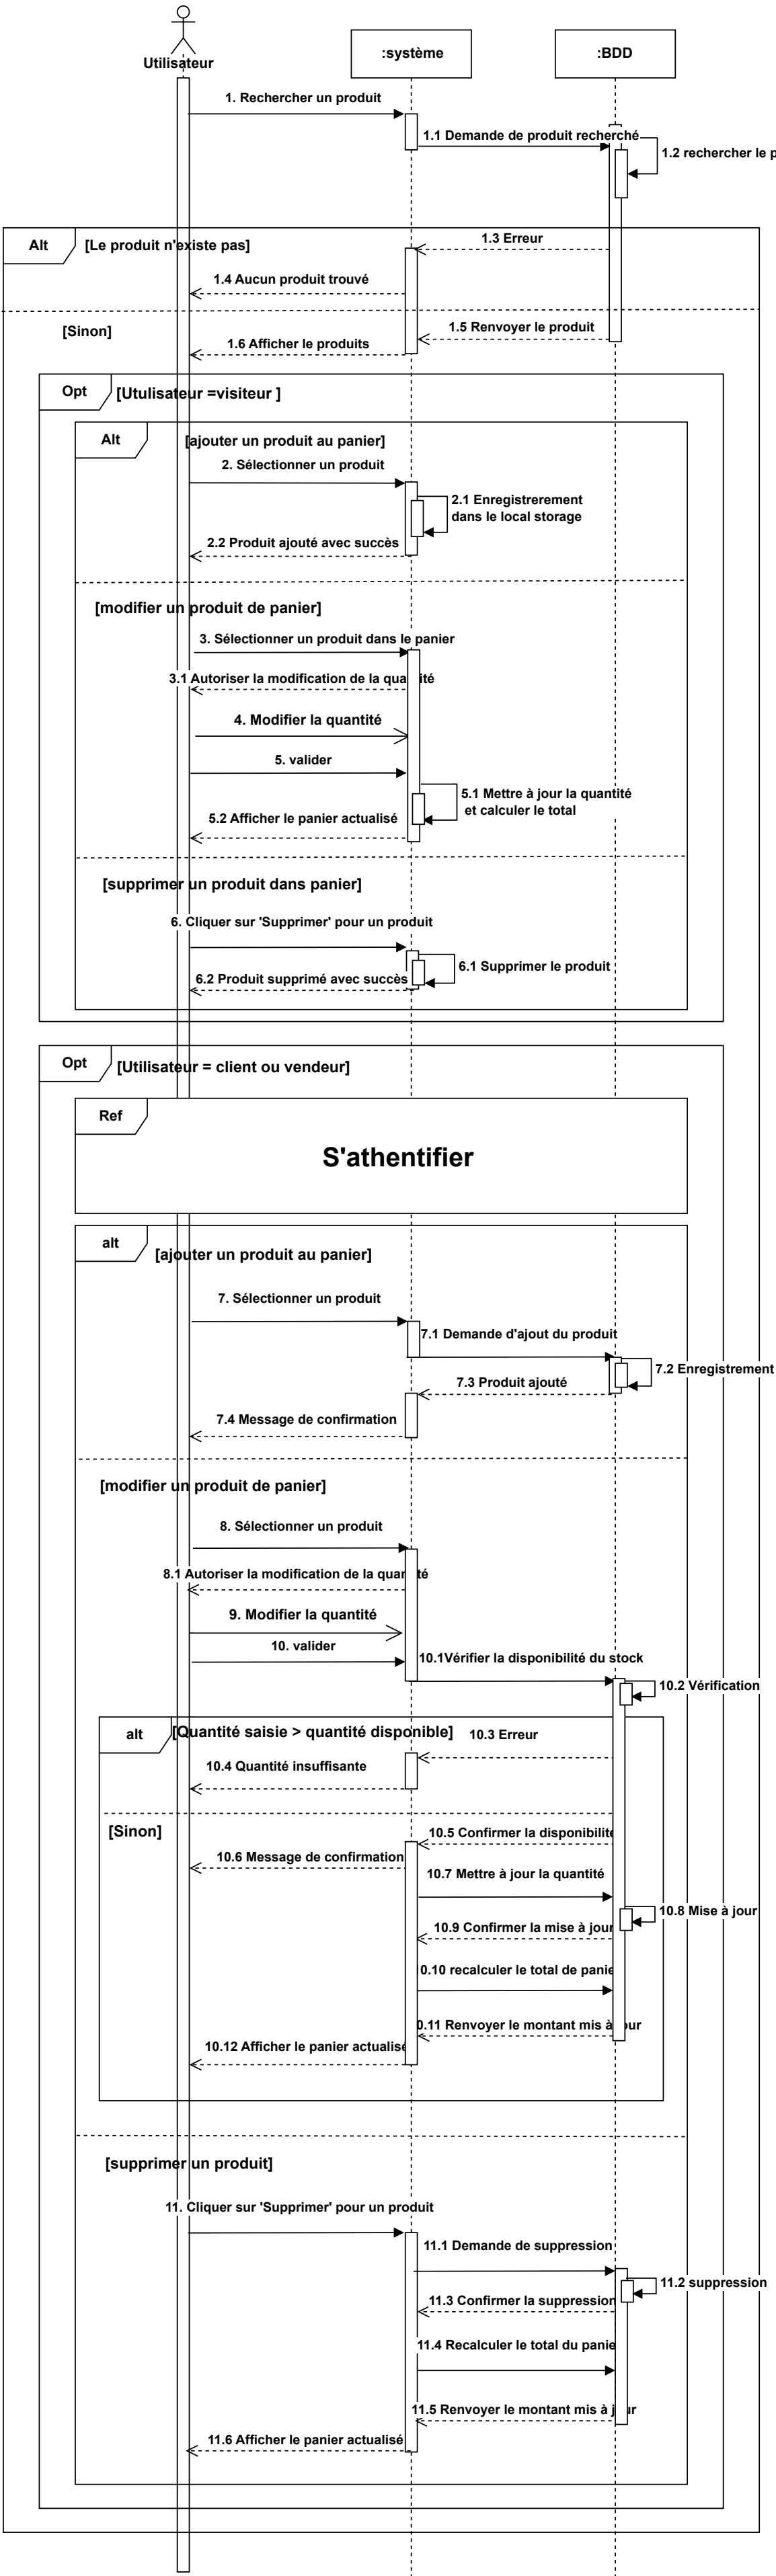 Utilisateur
:système
:BDD
1. Rechercher un produit
1.1 Demande de produit recherché
1.2 rechercher le p
Alt
[Le produit n'existe pas]
1.3 Erreur
1.4 Aucun produit trouvé
[Sinon]
1.5 Renvoyer le produit
1.6 Afficher le produits
Opt
[Utulisateur =visiteur ]
Alt
[ajouter un produit au panier]
2. Sélectionner un produit
2.1 Enregistrerement
dans le local storage
2.2 Produit ajouté avec succès
[modifier un produit de panier]
3. Sélectionner un produit dans le panier
3.1 Autoriser la modification de la quantité
4. Modifier la quantité
5. valider
5.1 Mettre à jour la quantité
et calculer le total
5.2 Afficher le panier actualisé
[supprimer un produit dans panier]
6. Cliquer sur 'Supprimer' pour un produit
6.1 Supprimer le produit
6.2 Produit supprimé avec succès
Opt
[Utilisateur = client ou vendeur]
Ref
S'athentifier
alt
[ajouter un produit au panier]
7. Sélectionner un produit
7.1 Demande d'ajout du produit
7.2 Enregistrement
7.3 Produit ajouté
7.4 Message de confirmation
[modifier un produit de panier]
8. Sélectionner un produit
8.1 Autoriser la modification de la quantité
9. Modifier la quantité
10. valider
10.1Vérifier la disponibilité du stock
10.2 Vérification
alt
[Quantité saisie > quantité disponible]
10.3 Erreur
10.4 Quantité insuffisante
[Sinon]
10.5 Confirmer la disponibilité
10.6 Message de confirmation
10.7 Mettre à jour la quantité
10.8 Mise à jour
10.9 Confirmer la mise à jour
10.10 recalculer le total de panie
0.11 Renvoyer le montant mis à jour
10.12 Afficher le panier actualisé
[supprimer un produit]
11. Cliquer sur 'Supprimer' pour un produit
11.1 Demande de suppression
11.2 suppression
11.3 Confirmer la suppression
11.4 Recalculer le total du panie
11.5 Renvoyer le montant mis à jour
11.6 Afficher le panier actualisé